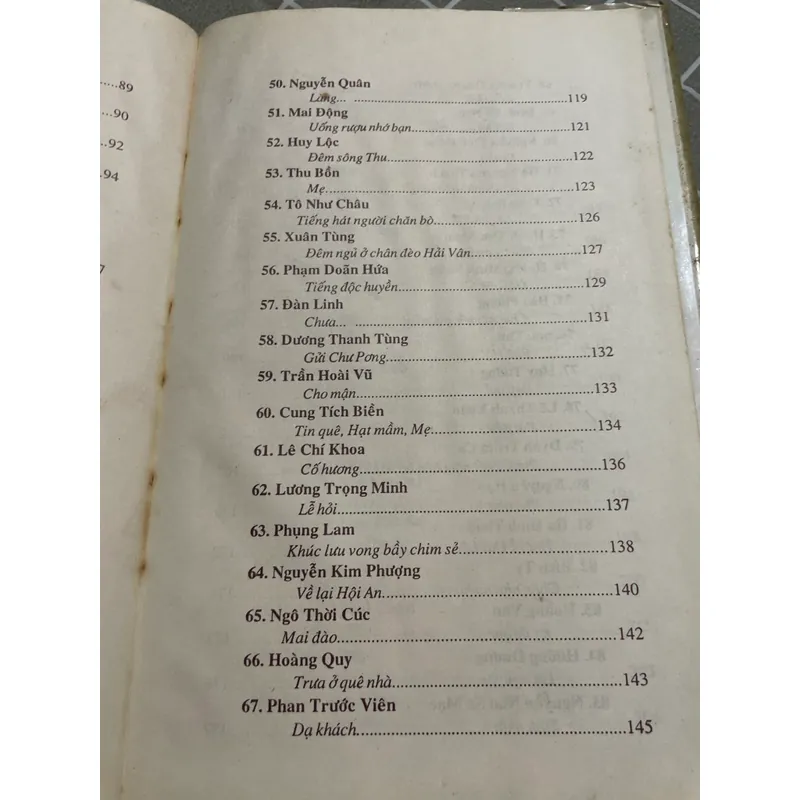 ........89
....90
...92
.94
7
50. Nguyễn Quân
Làng... ........119
51. Mai Động
Uống rượu nhớ bạn........121
52. Huy Lộc
Đêm sông Thu........122
53. Thu Bồn
Mẹ........123
54. Tô Như Châu
Tiếng hát người chăn bò........126
55. Xuân Tùng
Đêm ngủ ở chân đèo Hải Vân........127
56. Phạm Doãn Hứa
Tiếng độc huyền........129
57. Đàn Linh
Chưa... ........131
58. Dương Thanh Tùng
Gửi Chư Pơng........132
59. Trần Hoài Vũ
Cho mận........133
60. Cung Tích Biền
Tin quê, Hạt mầm, Mẹ........134
61. Lê Chí Khoa
Cố hương........136
62. Lương Trọng Minh
Lễ hỏi........137
63. Phụng Lam
Khúc lưu vong bầy chim sẻ........138
64. Nguyễn Kim Phượng
Về lại Hội An........140
65. Ngô Thời Cúc
Mai đào........142
66. Hoàng Quy
Trưa ở quê nhà........143
67. Phan Trước Viên
Dạ khách........145